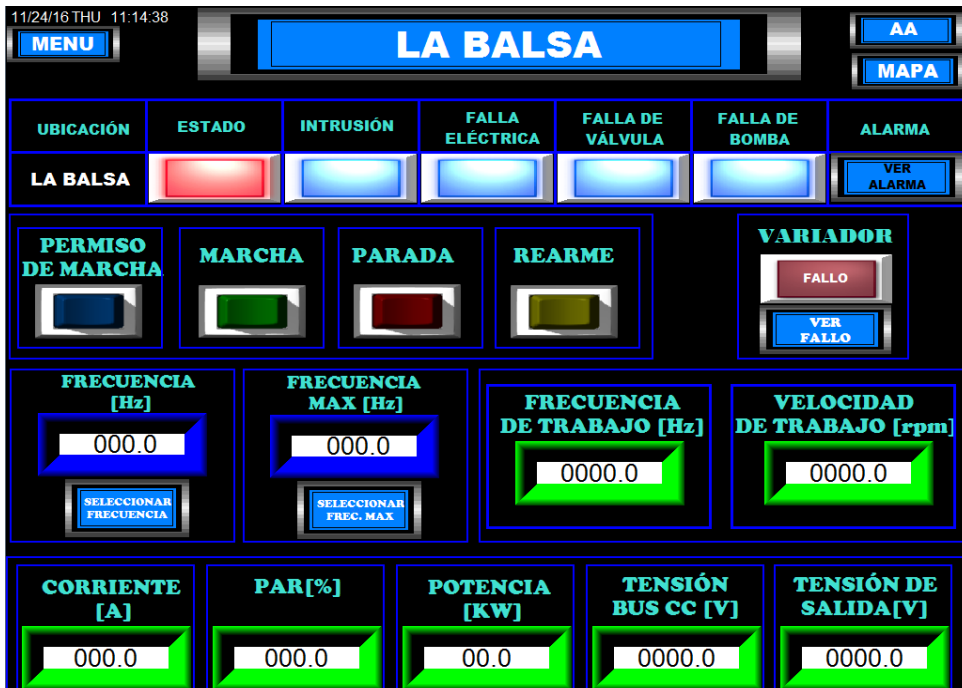 11/24/16 THU 11:14:38
MENU
LA BALSA
AA
MAPA
UBICACIÓN
ESTADO
INTRUSIÓN
FALLA
ELÉCTRICA
FALLA DE
VÁLVULA
FALLA DE
BOMBA
ALARMA
LA BALSA
VER
ALARMA
PERMISO
DE MARCHA
MARCHA
PARADA
REARME
VARIADOR
FALLO
VER
FALLO
FRECUENCIA
[Hz]
000.0
SELECCIONAR
FRECUENCIA
FRECUENCIA
MAX [Hz]
000.0
SELECCIONAR
FREC. MAX
FRECUENCIA
DE TRABAJO [Hz]
0000.0
VELOCIDAD
DE TRABAJO [rpm]
0000.0
CORRIENTE
[A]
000.0
PAR[%]
000.0
POTENCIA
[KW]
00.0
TENSIÓN
BUS CC [V]
0000.0
TENSIÓN DE
SALIDA[V]
0000.0